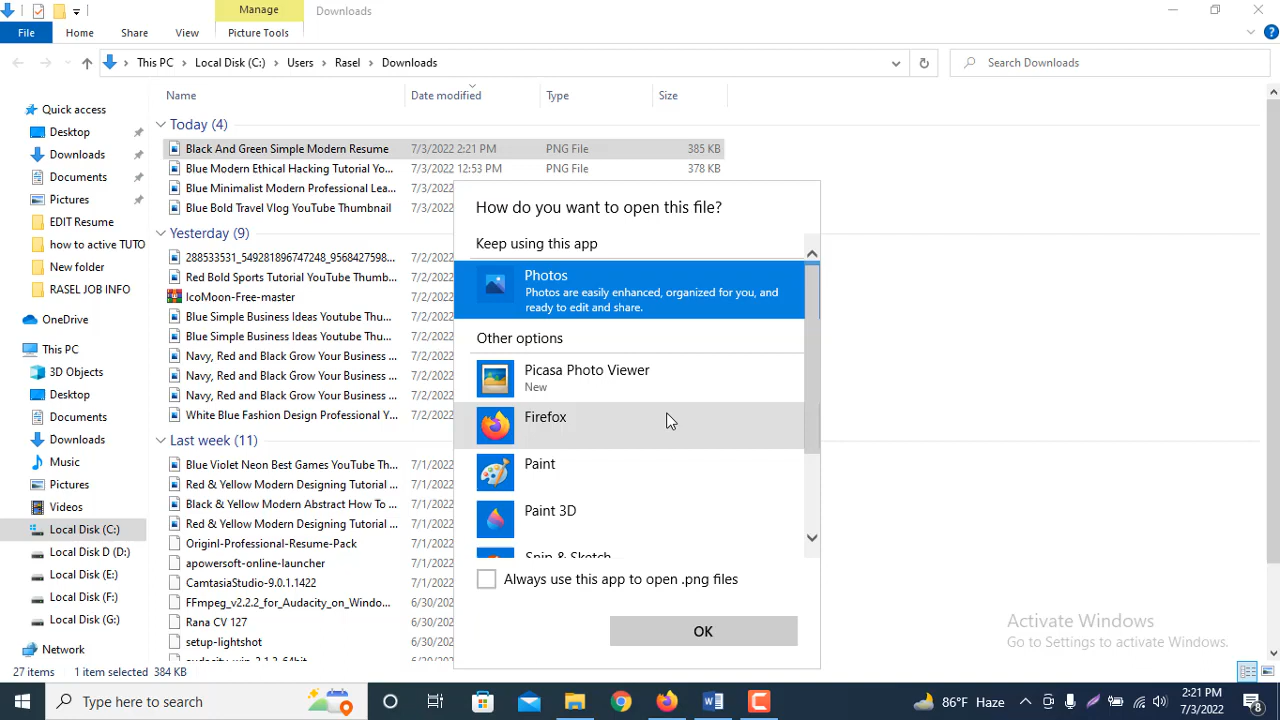 Manage
Downloads
File
Home
Share
View
Picture Tools
This PC
Local Disk (C:)
Users
Rasel
Downloads
Search Downloads
Name
Date modified
Type
Size
Quick access
Desktop
Downloads
Documents
Pictures
EDIT Resume
how to active TUTO
New folder
RASEL JOB INFO
OneDrive
This PC
3D Objects
Desktop
Documents
Downloads
Music
Pictures
Videos
Local Disk (C:)
Local Disk D (D:)
Local Disk (E:)
Local Disk (F:)
Local Disk (G:)
Network
Today (4)
Black And Green Simple Modern Resume 7/3/2022 2:21 PM PNG File 385 KB
Blue Modern Ethical Hacking Tutorial Yo... 7/3/2022 12:53 PM PNG File 378 KB
Blue Minimalist Modern Professional Lea... 7/3/2022
Blue Bold Travel Vlog YouTube Thumbnail 7/3/2022
Yesterday (9)
288533531_549281896747248_9568427598... 7/2/2022
Red Bold Sports Tutorial YouTube Thumb... 7/2/2022
IcoMoon-Free-master 7/2/2022
Blue Simple Business Ideas Youtube Thu... 7/2/2022
Blue Simple Business Ideas Youtube Thu... 7/2/2022
Navy, Red and Black Grow Your Business ... 7/2/2022
Navy, Red and Black Grow Your Business ... 7/2/2022
Navy, Red and Black Grow Your Business ... 7/2/2022
White Blue Fashion Design Professional Y... 7/2/2022
Last week (11)
Blue Violet Neon Best Games YouTube Th... 7/1/2022
Red & Yellow Modern Designing Tutorial ... 7/1/2022
Black & Yellow Modern Abstract How To ... 7/1/2022
Red & Yellow Modern Designing Tutorial ... 7/1/2022
OriginI-Professional-Resume-Pack 7/1/2022
apowersoft-online-launcher 7/1/2022
CamtasiaStudio-9.0.1.1422 7/1/2022
FFmpeg_v2.2.2_for_Audacity_on_Windo... 6/30/2022
Rana CV 127 6/30/2022
setup-lightshot 6/30/2022
How do you want to open this file?
Keep using this app
Photos
Photos are easily enhanced, organized for you, and
ready to edit and share.
Other options
Picasa Photo Viewer
New
Firefox
Paint
Paint 3D
Snip & Sketch
Always use this app to open .png files
OK
Activate Windows
Go to Settings to activate Windows.
27 items
1 item selected 384 KB
Type here to search
86°F Haze
2:21 PM
7/3/2022
8